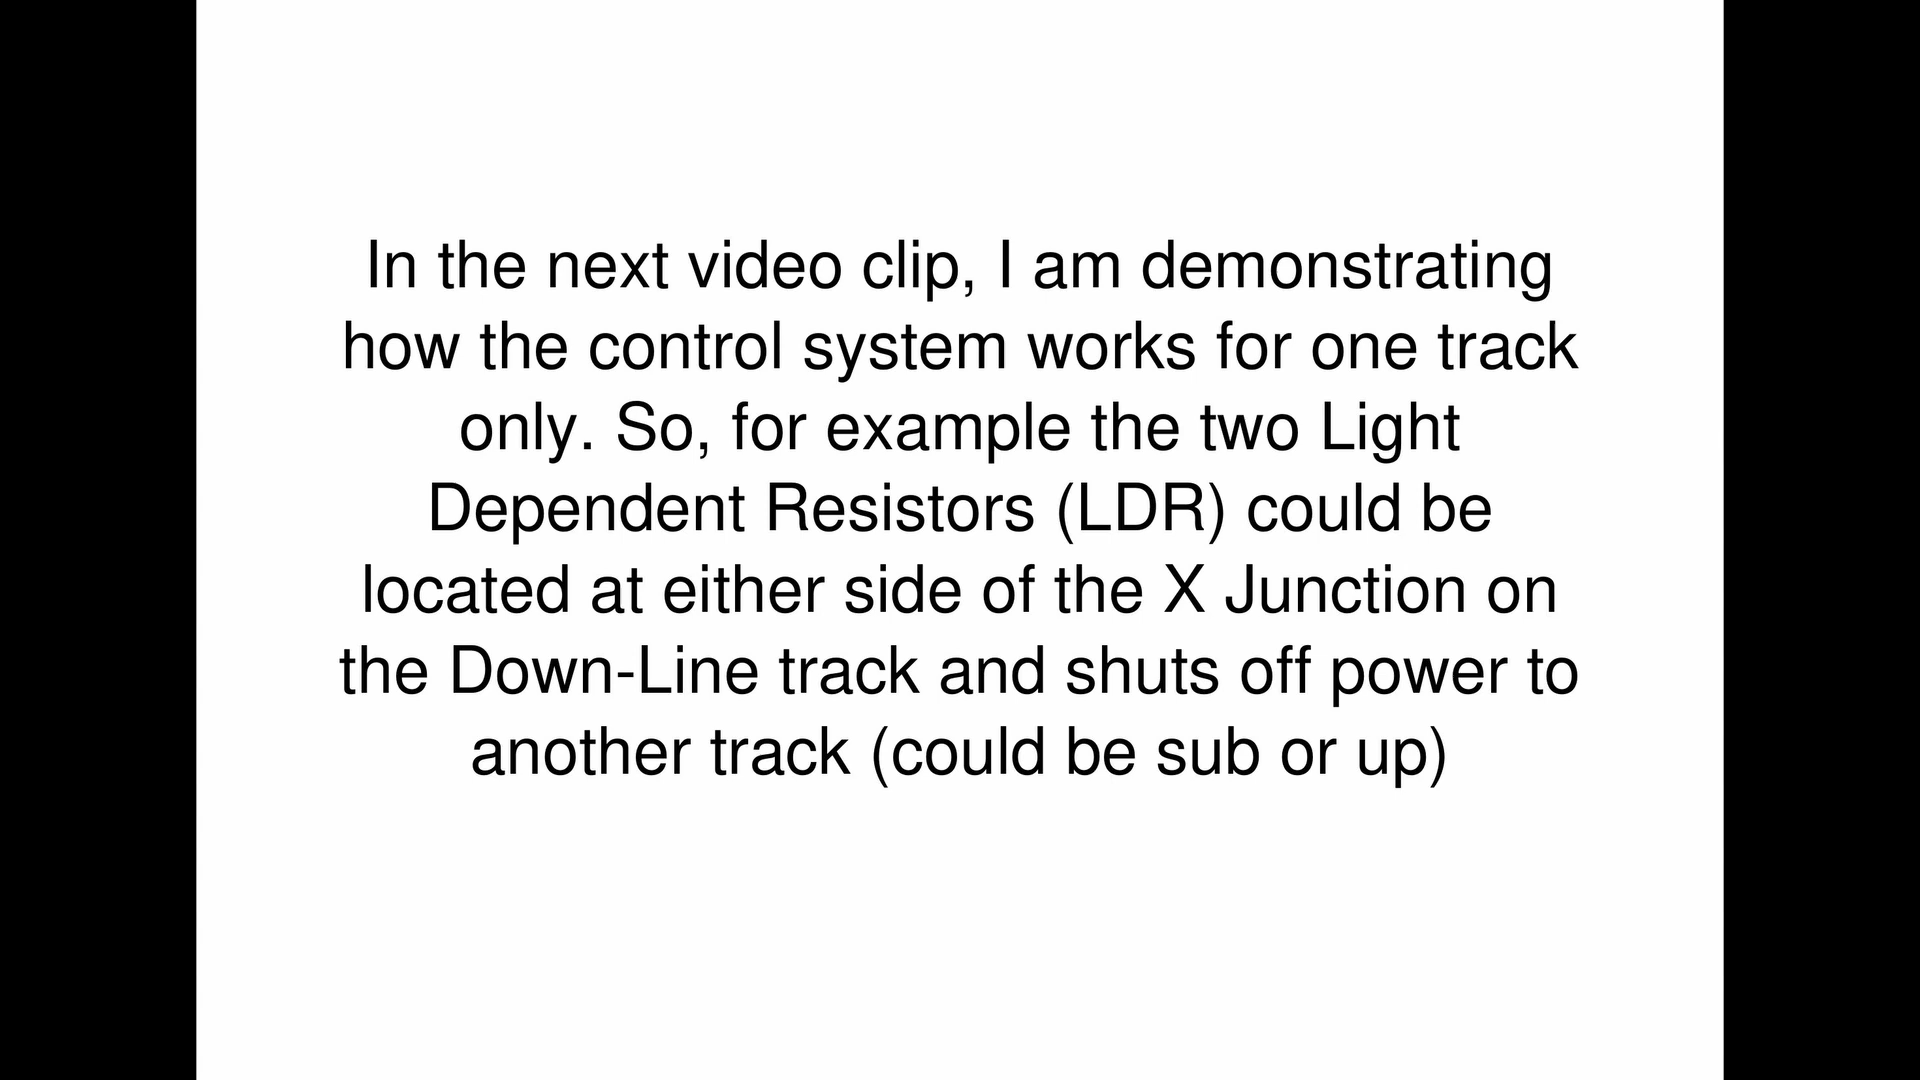 In the next video clip, I am demonstrating
how the control system works for one track
only. So, for example the two Light
Dependent Resistors (LDR) could be
located at either side of the X Junction on
the Down-Line track and shuts off power to
another track (could be sub or up)